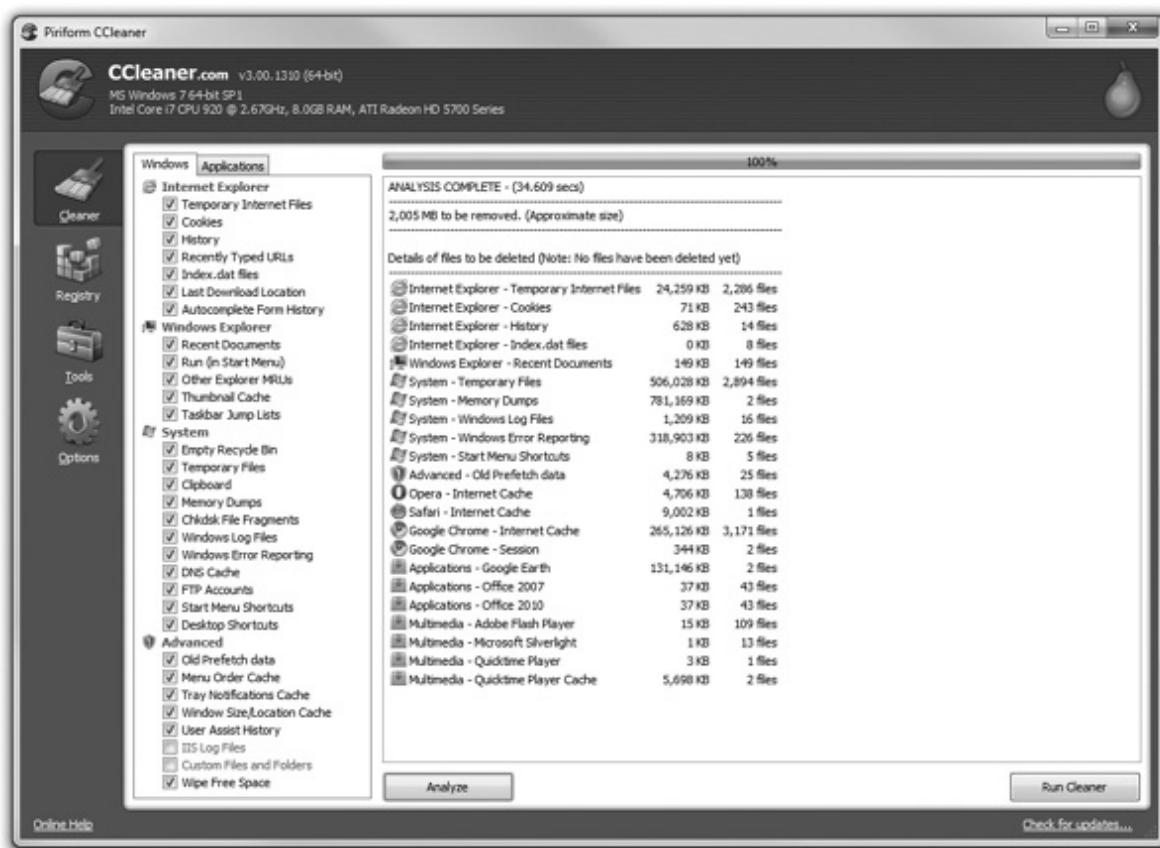 Piriform CCleaner
CCleaner.com v3.00.1310 (64-bit)
MS Windows 7 64-bit SP1
Intel Core i7 CPU 920 @ 2.67GHz, 8.0GB RAM, ATI Radeon HD 5700 Series
Cleaner
Registry
Tools
Options
Windows
Applications
Internet Explorer
Temporary Internet Files
Cookies
History
Recently Typed URLs
Index.dat files
Last Download Location
Autocomplete Form History
Windows Explorer
Recent Documents
Run (in Start Menu)
Other Explorer MRUs
Thumbnail Cache
Taskbar Jump Lists
System
Empty Recycle Bin
Temporary Files
Clipboard
Memory Dumps
Chkdsk File Fragments
Windows Log Files
Windows Error Reporting
DNS Cache
FTP Accounts
Start Menu Shortcuts
Desktop Shortcuts
Advanced
Old Prefetch data
Menu Order Cache
Tray Notifications Cache
Window Size/Location Cache
User Assist History
IIS Log Files
Custom Files and Folders
Wipe Free Space
100%
ANALYSIS COMPLETE - (34.609 secs)
2,005 MB to be removed. (Approximate size)
Details of files to be deleted (Note: No files have been deleted yet)
Internet Explorer - Temporary Internet Files 24,259 KB 2,286 files
Internet Explorer - Cookies 71 KB 243 files
Internet Explorer - History 628 KB 14 files
Internet Explorer - Index.dat files 0 KB 8 files
Windows Explorer - Recent Documents 149 KB 149 files
System - Temporary Files 506,028 KB 2,894 files
System - Memory Dumps 781,169 KB 2 files
System - Windows Log Files 1,209 KB 16 files
System - Windows Error Reporting 318,903 KB 226 files
System - Start Menu Shortcuts 8 KB 5 files
Advanced - Old Prefetch data 4,276 KB 25 files
Opera - Internet Cache 4,706 KB 138 files
Safari - Internet Cache 9,002 KB 1 files
Google Chrome - Internet Cache 265,126 KB 3,171 files
Google Chrome - Session 344 KB 2 files
Applications - Google Earth 131,146 KB 2 files
Applications - Office 2007 37 KB 43 files
Applications - Office 2010 37 KB 43 files
Multimedia - Adobe Flash Player 15 KB 109 files
Multimedia - Microsoft Silverlight 1 KB 13 files
Multimedia - Quicktime Player 3 KB 1 files
Multimedia - Quicktime Player Cache 5,698 KB 2 files
Analyze
Run Cleaner
Online Help
Check for updates...